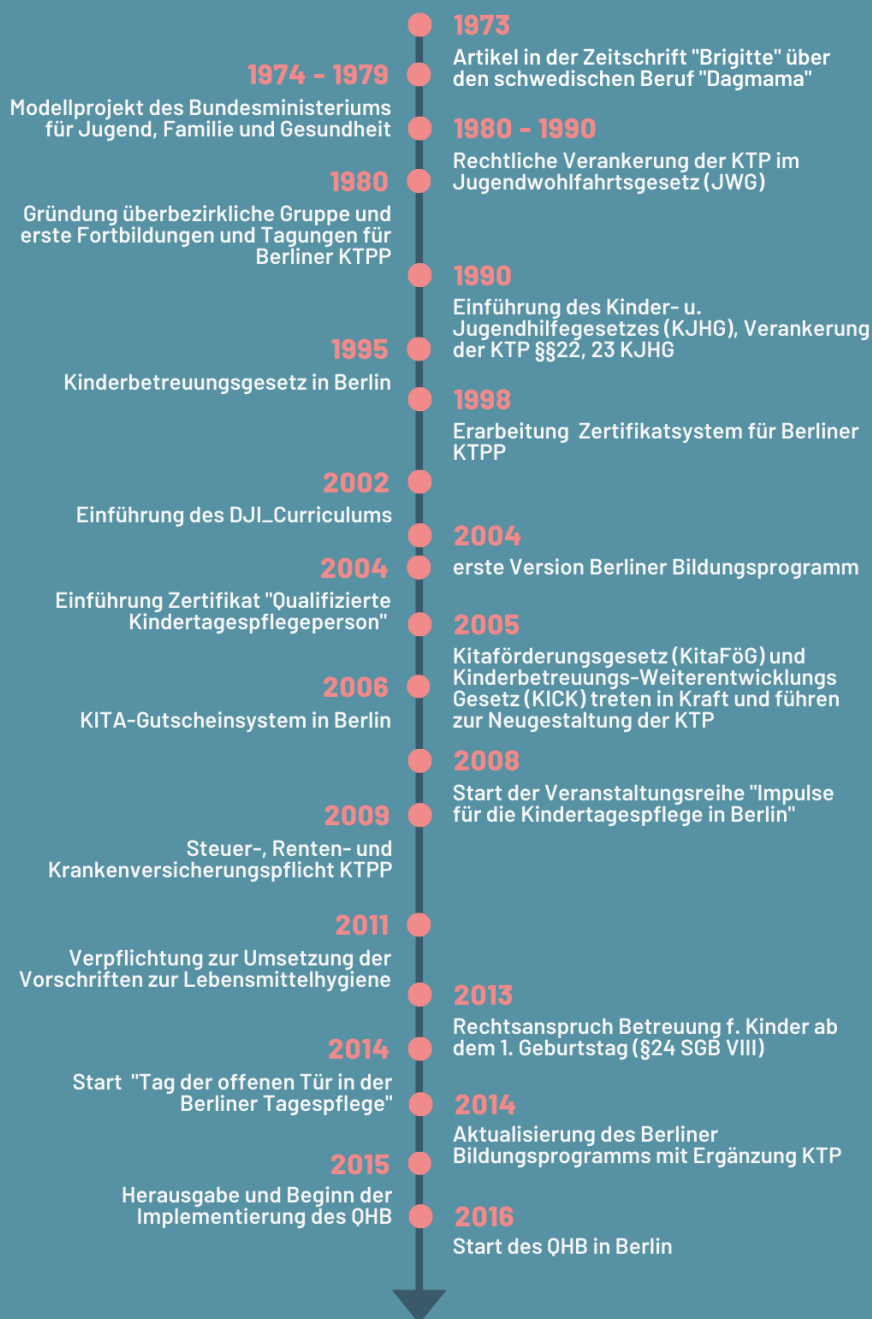 1973
Artikel in der Zeitschrift "Brigitte" über
den schwedischen Beruf "Dagmama"
1974 - 1979
Modellprojekt des Bundesministeriums
für Jugend, Familie und Gesundheit
1980 - 1990
Rechtliche Verankerung der KTP im
Jugendwohlfahrtsgesetz (JWG)
1980
Gründung überbezirkliche Gruppe und
erste Fortbildungen und Tagungen für
Berliner KTPP
1990
Einführung des Kinder- u.
Jugendhilfegesetzes (KJHG), Verankerung
der KTP §§22, 23 KJHG
1995
Kinderbetreuungsgesetz in Berlin
1998
Erarbeitung  Zertifikatsystem für Berliner
KTPP
2002
Einführung des DJI_Curriculums
2004
erste Version Berliner Bildungsprogramm
2004
Einführung Zertifikat "Qualifizierte
Kindertagespflegeperson"
2005
Kitaförderungsgesetz (KitaFöG) und
Kinderbetreuungs-Weiterentwicklungs
Gesetz (KICK) treten in Kraft und führen
zur Neugestaltung der KTP
2006
KITA-Gutscheinsystem in Berlin
2008
Start der Veranstaltungsreihe "Impulse
für die Kindertagespflege in Berlin"
2009
Steuer-, Renten- und
Krankenversicherungspflicht KTPP
2011
Verpflichtung zur Umsetzung der
Vorschriften zur Lebensmittelhygiene
2013
Rechtsanspruch Betreuung f. Kinder ab
dem 1. Geburtstag (§24 SGB VIII)
2014
Start  "Tag der offenen Tür in der
Berliner Tagespflege"
2014
Aktualisierung des Berliner
Bildungsprogramms mit Ergänzung KTP
2015
Herausgabe und Beginn der
Implementierung des QHB
2016
Start des QHB in Berlin